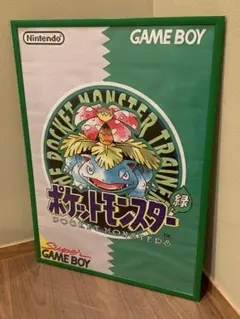 Nintendo
GAME BOY
THE POCKET MONSTER TRAINER
ポケットモンスター
緑
POCKET MONSTERS
Super
GAME BOY